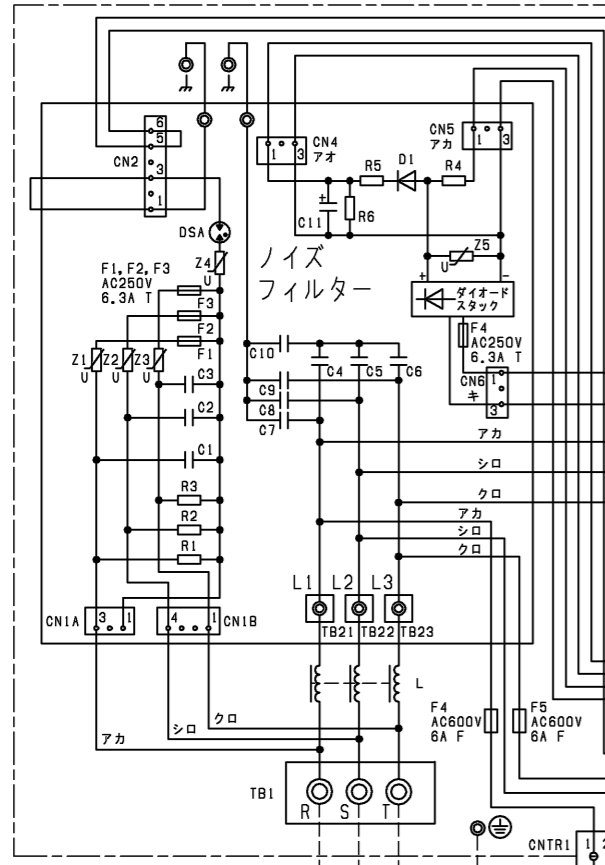 6
5
CN2
3
1
CN4
アオ
1
3
CN5
アカ
1
3
R5
D1
R4
+
C11
R6
DSA
Z4
U
ノイズ
フィルター
Z5
U
+
-
ダイオード
スタック
F1, F2, F3
AC250V
6.3A T
F3
F2
F1
F4
AC250V
6.3A T
CN6
キ
1
3
Z1
U
Z2
U
Z3
U
C10
C4
C5
C6
C9
C8
C7
C3
C2
C1
アカ
シロ
クロ
R3
R2
R1
アカ
シロ
クロ
L1
L2
L3
CN1A
3
1
4
1
CN1B
TB21
TB22
TB23
L
アカ
シロ
クロ
F4
AC600V
6A F
F5
AC600V
6A F
TB1
R
S
T
CNTR1
1
2